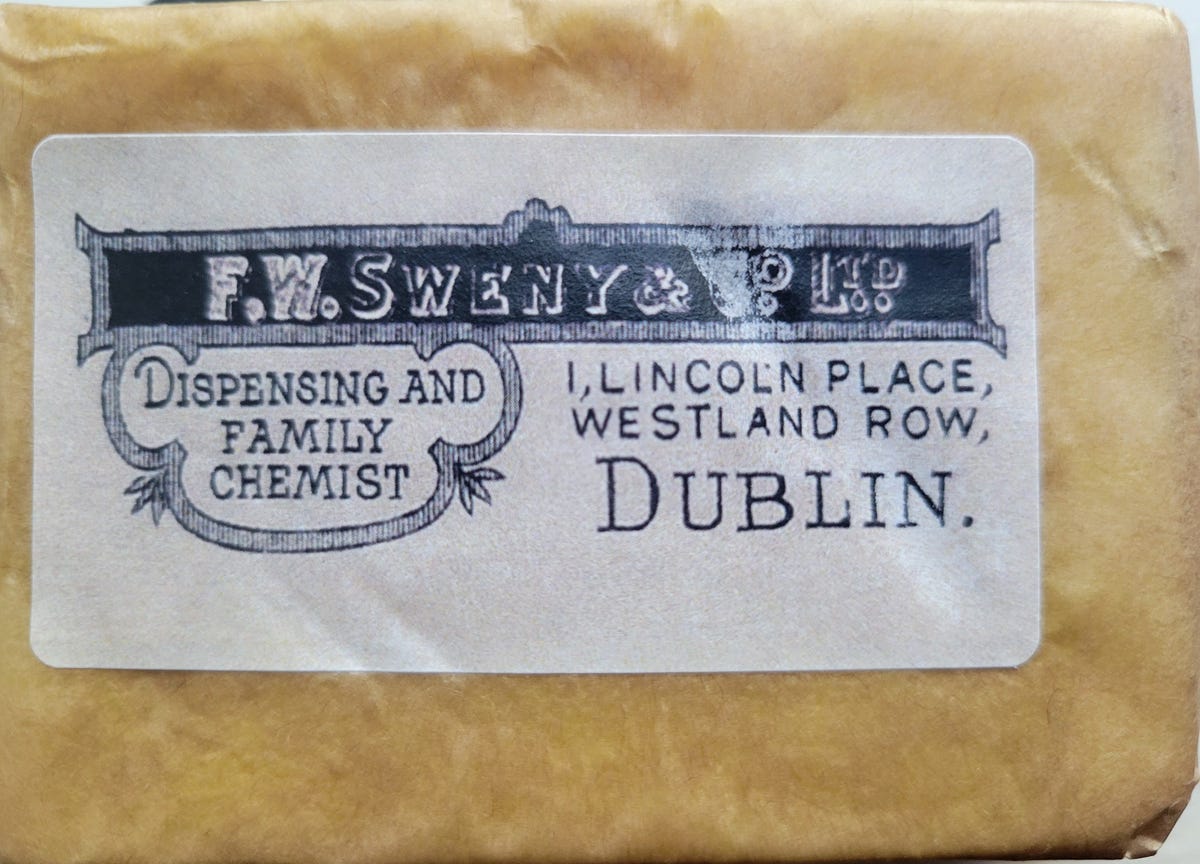 F.W. SWENY & Co LTD
DISPENSING AND
FAMILY
CHEMIST
1, LINCOLN PLACE,
WESTLAND ROW,
DUBLIN.